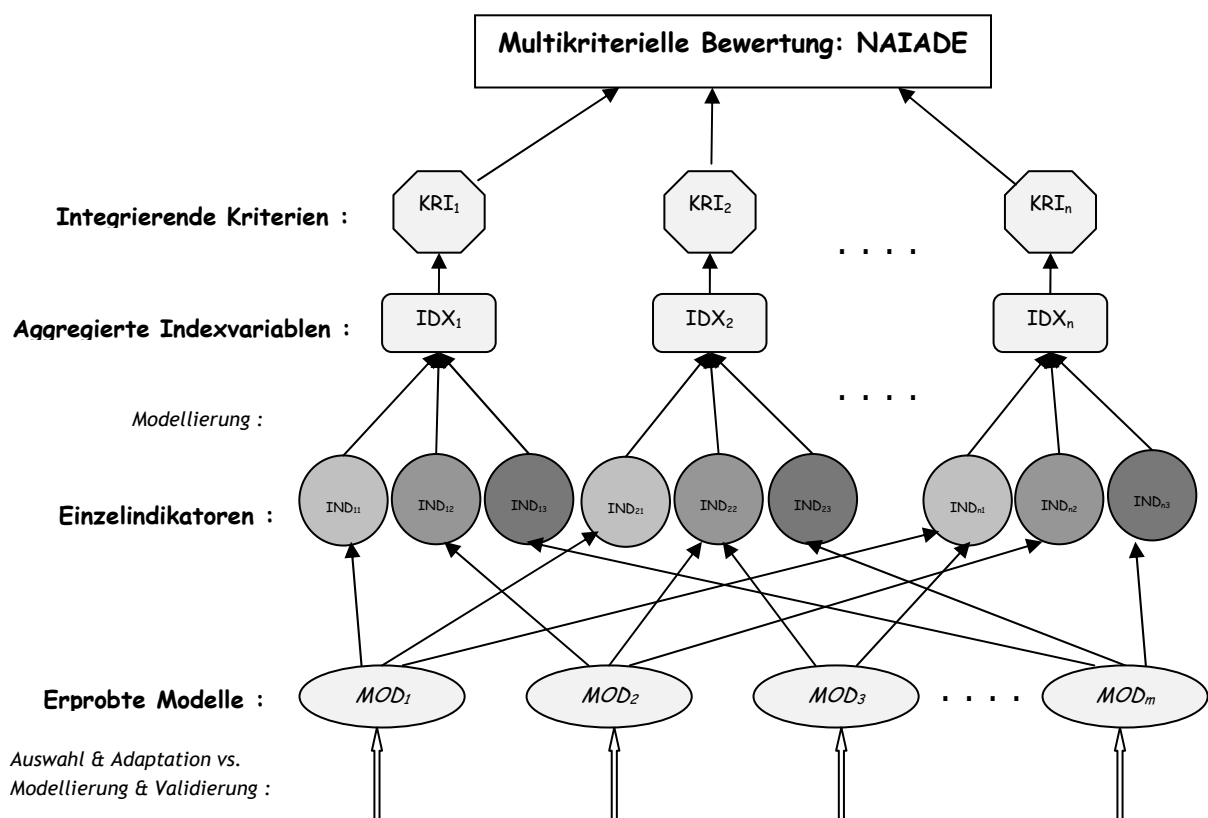 Multikriterielle Bewertung: NAIADE
Integrierende Kriterien : KRI₁ KRI₂ KRIₙ
. . . .
Aggregierte Indexvariablen : IDX₁ IDX₂ IDXₙ
. . . .
Modellierung :
Einzelindikatoren : IND₁₁ IND₁₂ IND₁₃ IND₂₁ IND₂₂ IND₂₃ INDₙ₁ INDₙ₂ INDₙ₃
Erprobte Modelle : MOD₁ MOD₂ MOD₃ . . . . MODₘ
Auswahl & Adaptation vs.
Modellierung & Validierung :